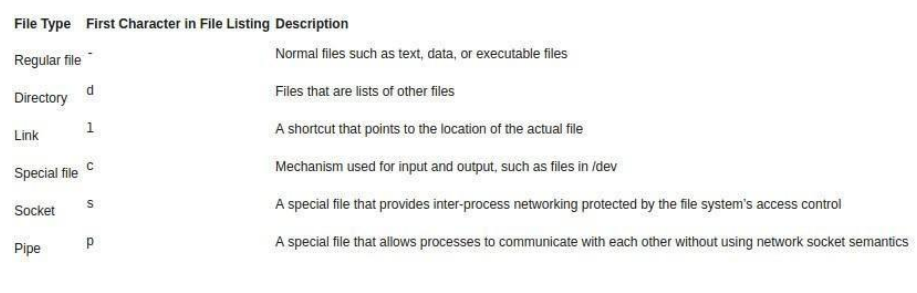 File Type First Character in File Listing Description
Regular file - Normal files such as text, data, or executable files
Directory d Files that are lists of other files
Link l A shortcut that points to the location of the actual file
Special file c Mechanism used for input and output, such as files in /dev
Socket s A special file that provides inter-process networking protected by the file system's access control
Pipe p A special file that allows processes to communicate with each other without using network socket semantics